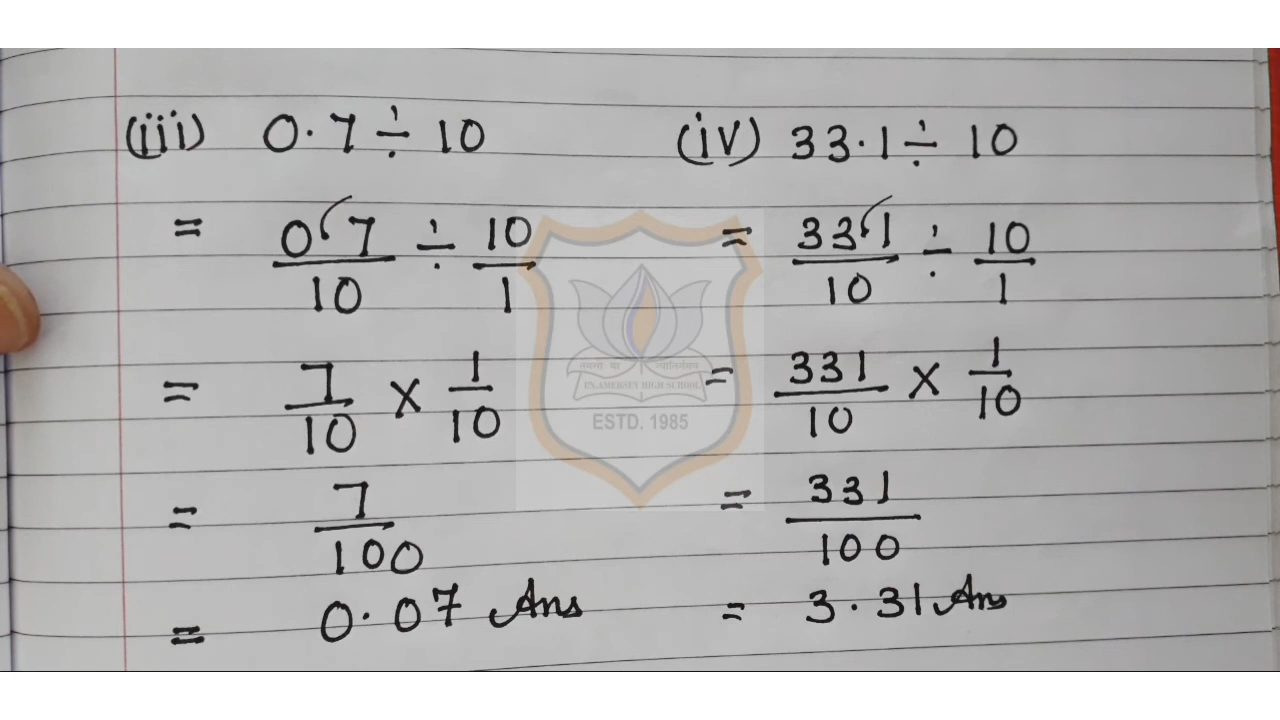 (iii) 0.7 ÷ 10
= 07/10 ÷ 10/1
= 7/10 × 1/10
= 7/100
= 0.07 Ans
(iv) 33.1 ÷ 10
= 331/10 ÷ 10/1
= 331/10 × 1/10
= 331/100
= 3.31 Ans
ESTD. 1985